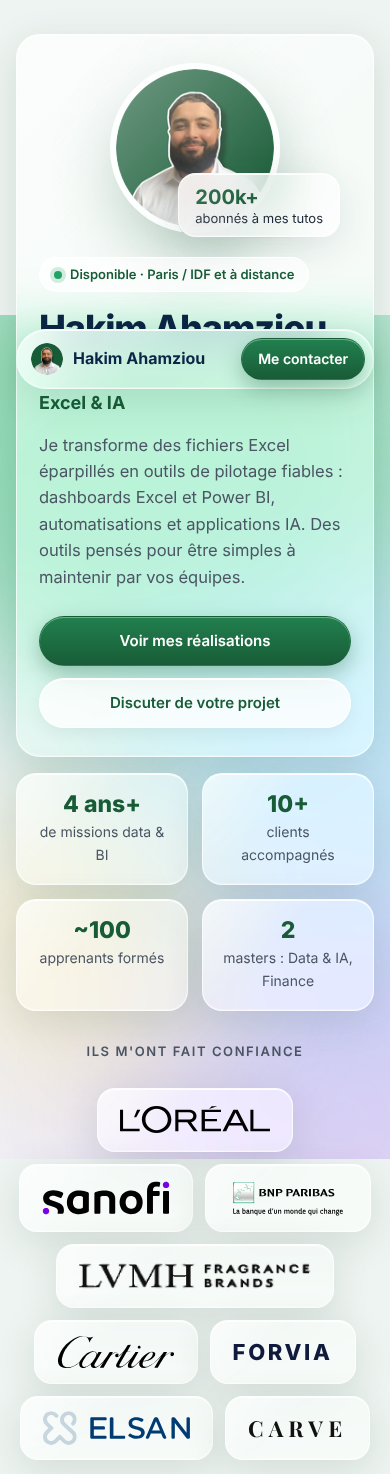 200k+
abonnés à mes tutos
Disponible · Paris / IDF et à distance
Hakim Ahamziou
Hakim Ahamziou
Me contacter
Excel & IA
Je transforme des fichiers Excel
éparpillés en outils de pilotage fiables :
dashboards Excel et Power BI,
automatisations et applications IA. Des
outils pensés pour être simples à
maintenir par vos équipes.
Voir mes réalisations
Discuter de votre projet
4 ans+
de missions data &
BI
10+
clients
accompagnés
~100
apprenants formés
2
masters : Data & IA,
Finance
ILS M'ONT FAIT CONFIANCE
L'ORÉAL
sanofi
BNP PARIBAS
La banque d'un monde qui change
LVMH FRAGRANCE
BRANDS
Cartier
FORVIA
ELSAN
CARVE